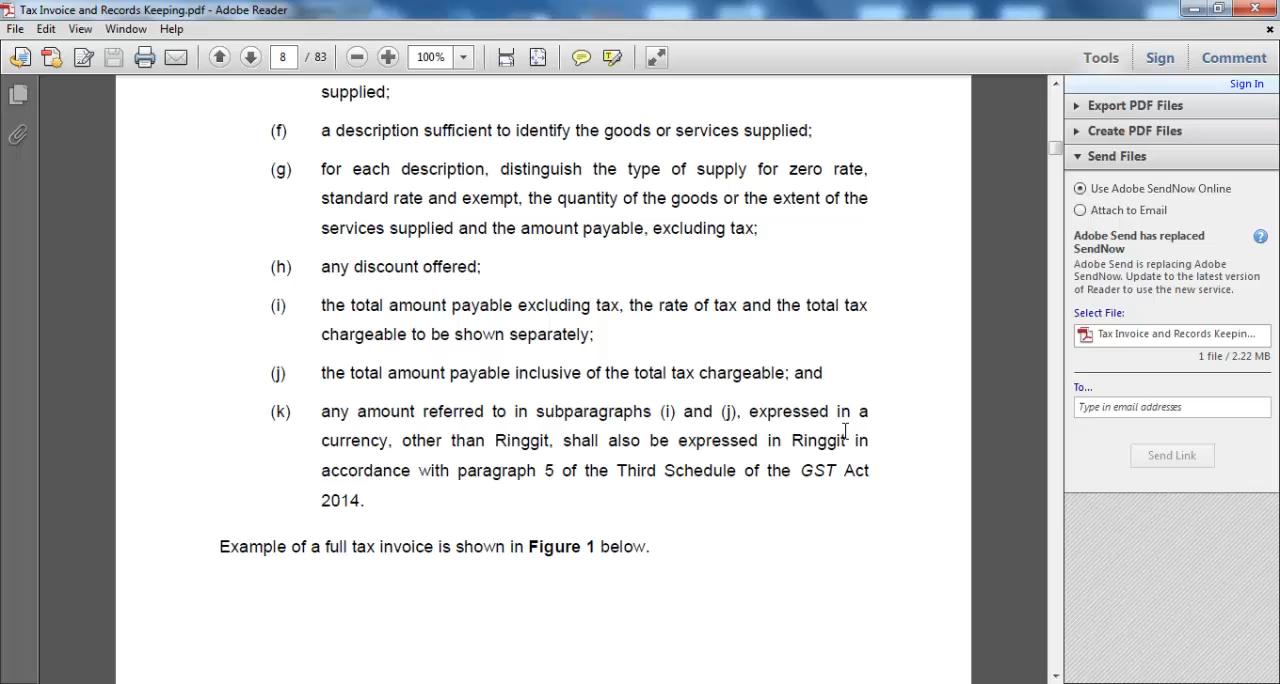 Tax Invoice and Records Keeping.pdf - Adobe Reader
File Edit View Window Help
8 / 83 100% Tools Sign Comment
Sign In
supplied;
(f) a description sufficient to identify the goods or services supplied;
(g) for each description, distinguish the type of supply for zero rate,
standard rate and exempt, the quantity of the goods or the extent of the
services supplied and the amount payable, excluding tax;
(h) any discount offered;
(i) the total amount payable excluding tax, the rate of tax and the total tax
chargeable to be shown separately;
(j) the total amount payable inclusive of the total tax chargeable; and
(k) any amount referred to in subparagraphs (i) and (j), expressed in a
currency, other than Ringgit, shall also be expressed in Ringgit in
accordance with paragraph 5 of the Third Schedule of the GST Act
2014.
Example of a full tax invoice is shown in Figure 1 below.
Export PDF Files
Create PDF Files
Send Files
Use Adobe SendNow Online
Attach to Email
Adobe Send has replaced
SendNow
Adobe Send is replacing Adobe
SendNow. Update to the latest version
of Reader to use the new service.
Select File:
Tax Invoice and Records Keepin...
1 file / 2.22 MB
To...
Type in email addresses
Send Link